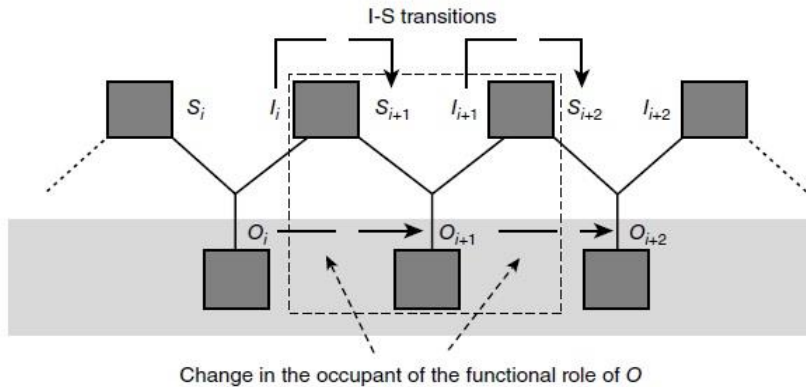 I-S transitions
S_i I_i S_{i+1} I_{i+1} S_{i+2} I_{i+2}
O_i O_{i+1} O_{i+2}
Change in the occupant of the functional role of O